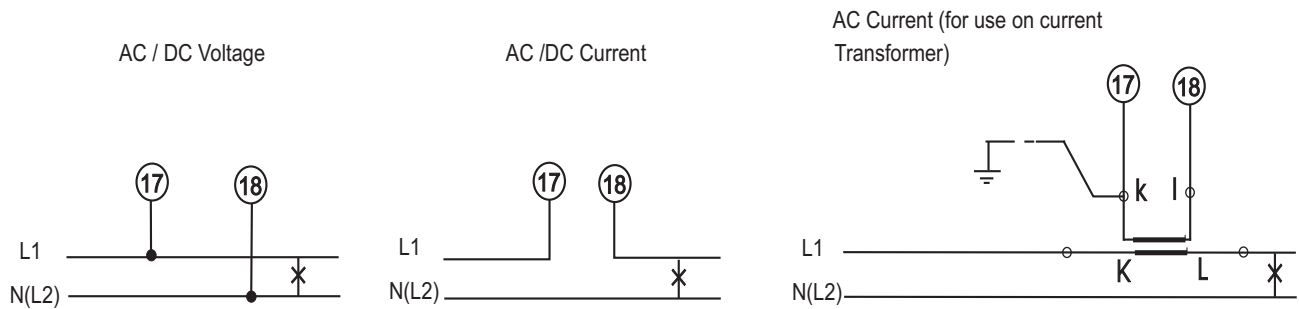 AC / DC Voltage
17
18
L1
N(L2)
AC /DC Current
17
18
L1
N(L2)
AC Current (for use on current
Transformer)
17
18
k l
L1
K L
N(L2)